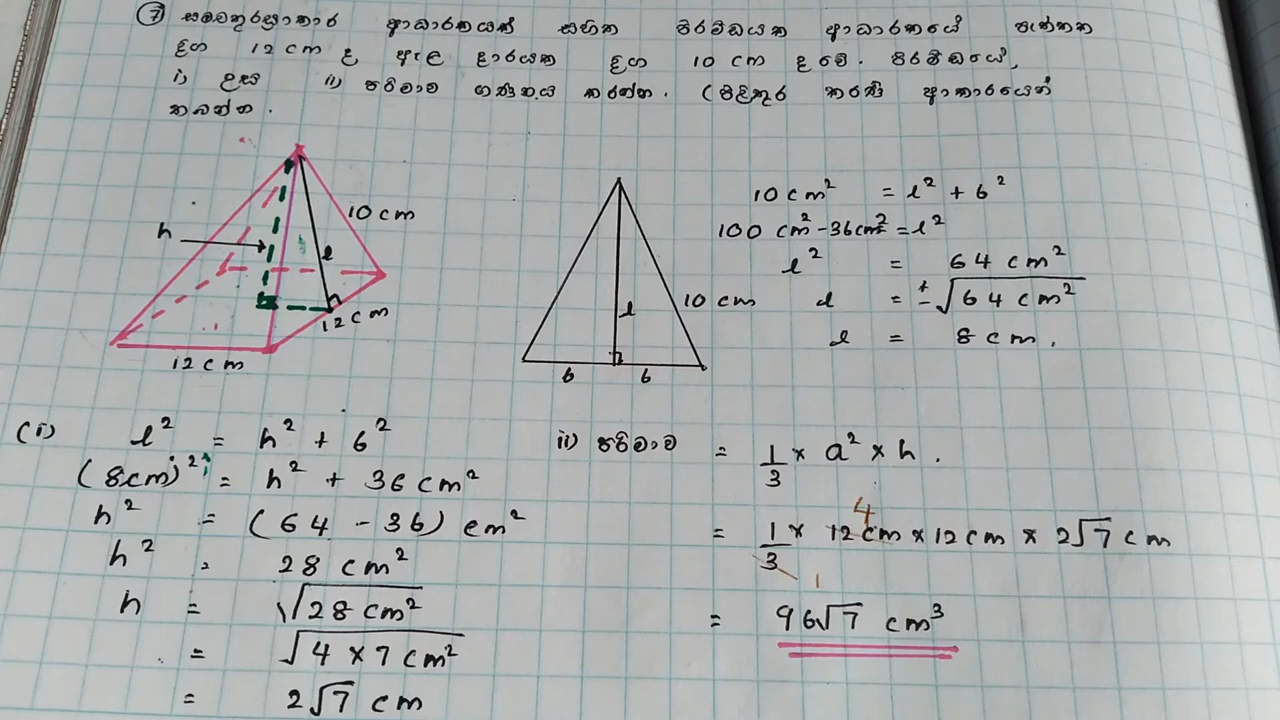 ⑦ සමචතුරස්‍රාකාර ආධාරකයක් සහිත පිරමිඩයක ආධාරකයේ පැත්තක
දිග 12 cm ද ඇල දාරයක දිග 10 cm ද වේ. පිරමිඩයේ,
i) උස ii) පරිමාව ගණනය කරන්න. (පිළිතුර කරණි ආකාරයෙන්
තබන්න.
10 cm
h
l
12 cm
12 cm
10 cm
l
6 6
10 cm² = l² + 6²
100 cm² - 36cm² = l²
l² = 64 cm²
l = ±√64 cm²
l = 8 cm.
(i) l² = h² + 6²
(8cm)² = h² + 36 cm²
h² = (64 - 36) cm²
h² = 28 cm²
h = √28 cm²
= √4 × 7 cm²
= 2√7 cm
ii) පරිමාව = 1/3 × a² × h.
4
= 1/3 × 12 cm × 12 cm × 2√7 cm
1
= 96√7 cm³